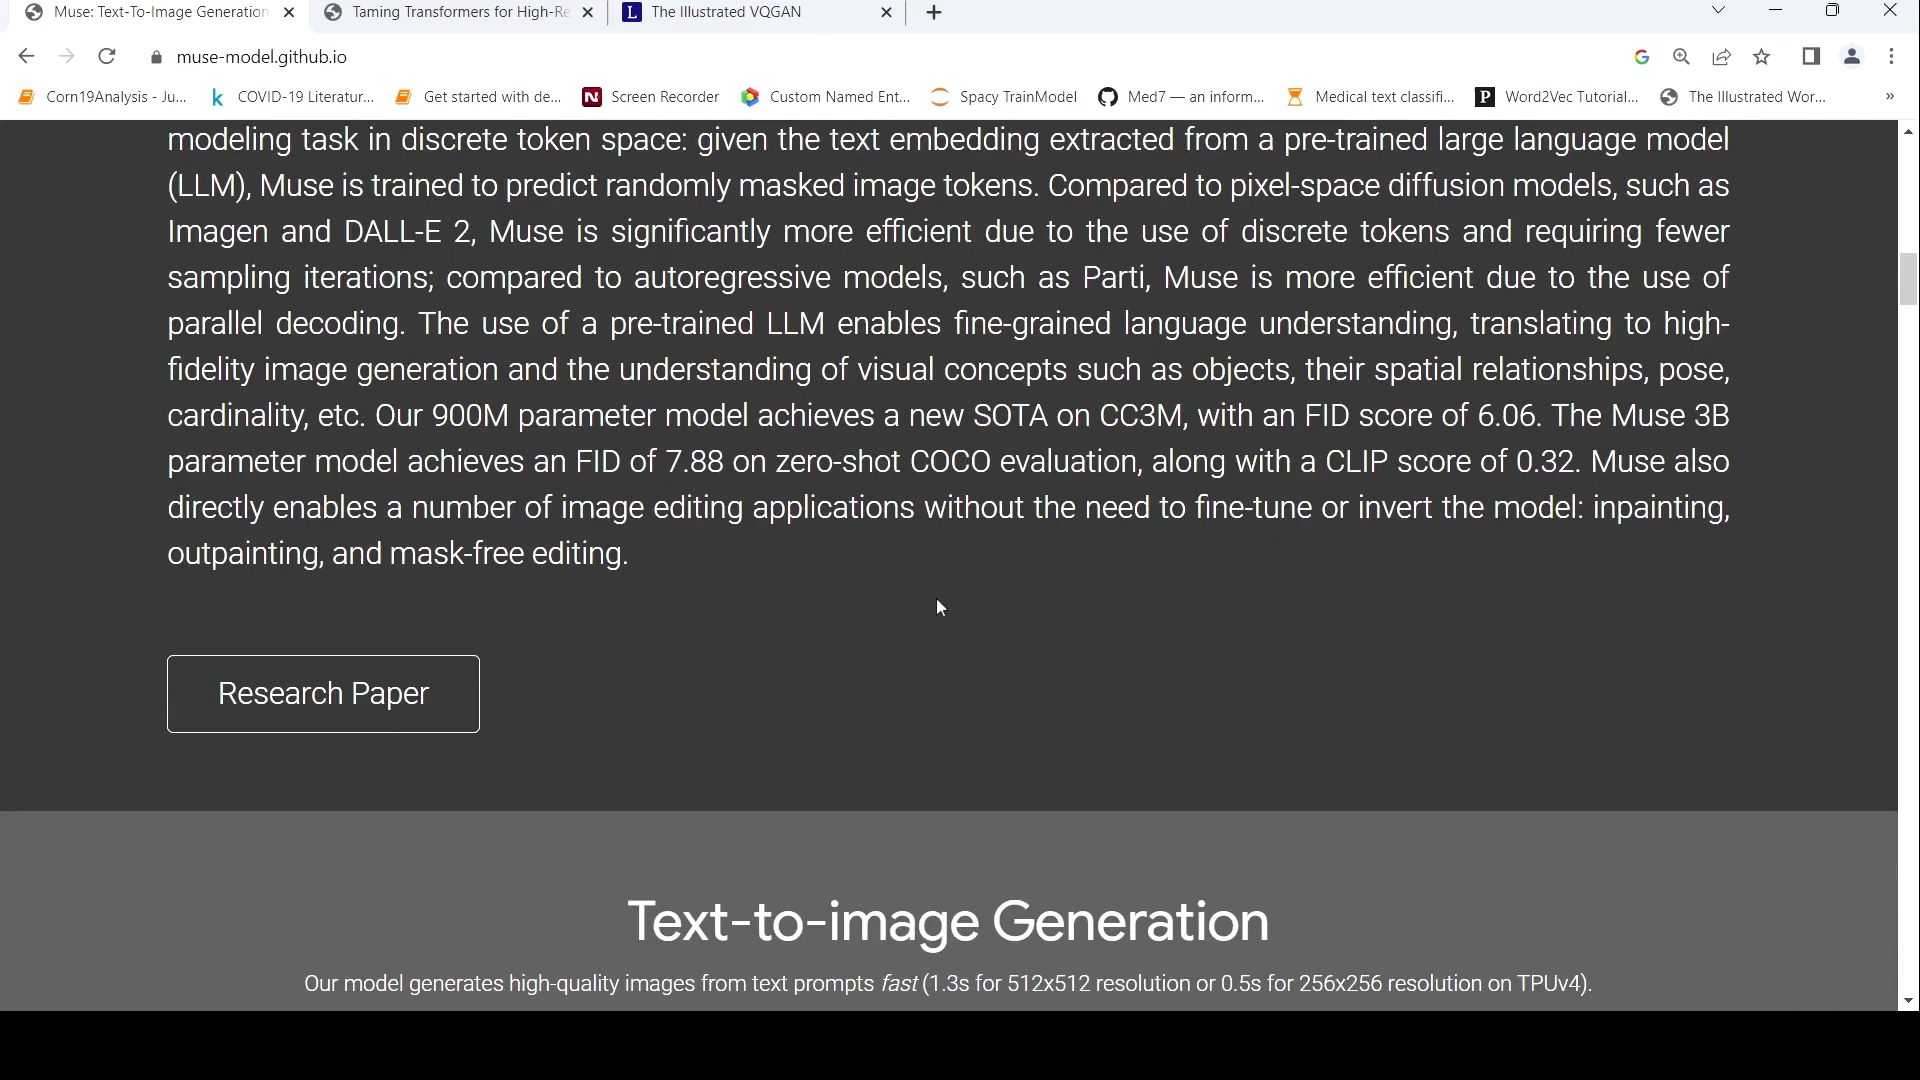 Muse: Text-To-Image Generation
Taming Transformers for High-Re
The Illustrated VQGAN
muse-model.github.io
Corn19Analysis - Ju...
COVID-19 Literatur...
Get started with de...
Screen Recorder
Custom Named Ent...
Spacy TrainModel
Med7 — an inform...
Medical text classifi...
Word2Vec Tutorial...
The Illustrated Wor...
modeling task in discrete token space: given the text embedding extracted from a pre-trained large language model
(LLM), Muse is trained to predict randomly masked image tokens. Compared to pixel-space diffusion models, such as
Imagen and DALL-E 2, Muse is significantly more efficient due to the use of discrete tokens and requiring fewer
sampling iterations; compared to autoregressive models, such as Parti, Muse is more efficient due to the use of
parallel decoding. The use of a pre-trained LLM enables fine-grained language understanding, translating to high-
fidelity image generation and the understanding of visual concepts such as objects, their spatial relationships, pose,
cardinality, etc. Our 900M parameter model achieves a new SOTA on CC3M, with an FID score of 6.06. The Muse 3B
parameter model achieves an FID of 7.88 on zero-shot COCO evaluation, along with a CLIP score of 0.32. Muse also
directly enables a number of image editing applications without the need to fine-tune or invert the model: inpainting,
outpainting, and mask-free editing.
Research Paper
Text-to-image Generation
Our model generates high-quality images from text prompts fast (1.3s for 512x512 resolution or 0.5s for 256x256 resolution on TPUv4).